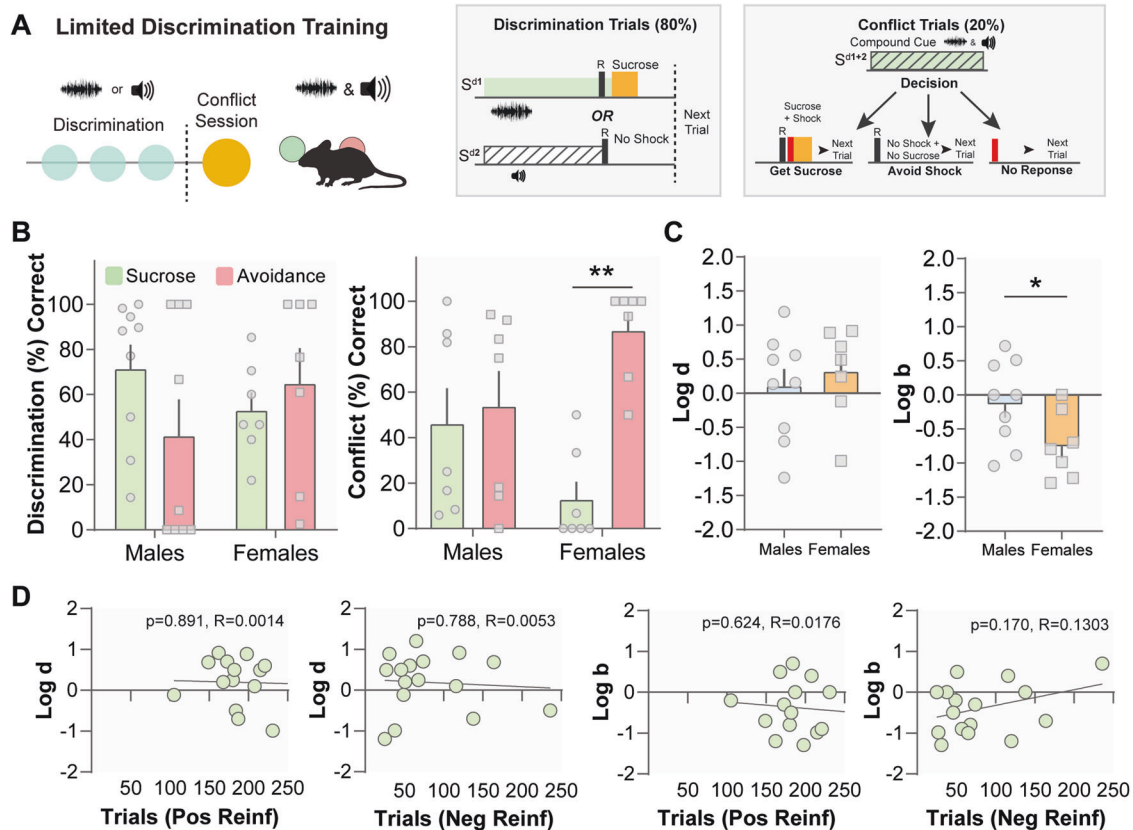 A Limited Discrimination Training
or
&
Discrimination
Conflict
Session
Discrimination Trials (80%)
R Sucrose
Sd1
OR
R No Shock
Sd2
Next
Trial
Conflict Trials (20%)
Compound Cue &
Sd1+2
Decision
Sucrose
+ Shock
R
Next
Trial
Get Sucrose
R
No Shock +
No Sucrose
Next
Trial
Avoid Shock
Next
Trial
No Reponse
B
Sucrose Avoidance
Discrimination (%) Correct
100
80
60
40
20
0
Males Females
Conflict (%) Correct
100
80
60
40
20
0
**
Males Females
C
Log d
2.0
1.5
1.0
0.5
0.0
-0.5
-1.0
-1.5
-2.0
Males Females
Log b
2.0
1.5
1.0
0.5
0.0
-0.5
-1.0
-1.5
-2.0
*
Males Females
D
p=0.891, R=0.0014
Log d
2
1
0
-1
-2
50 100 150 200 250
Trials (Pos Reinf)
p=0.788, R=0.0053
Log d
2
1
0
-1
-2
50 100 150 200 250
Trials (Neg Reinf)
p=0.624, R=0.0176
Log b
2
1
0
-1
-2
50 100 150 200 250
Trials (Pos Reinf)
p=0.170, R=0.1303
Log b
2
1
0
-1
-2
50 100 150 200 250
Trials (Neg Reinf)